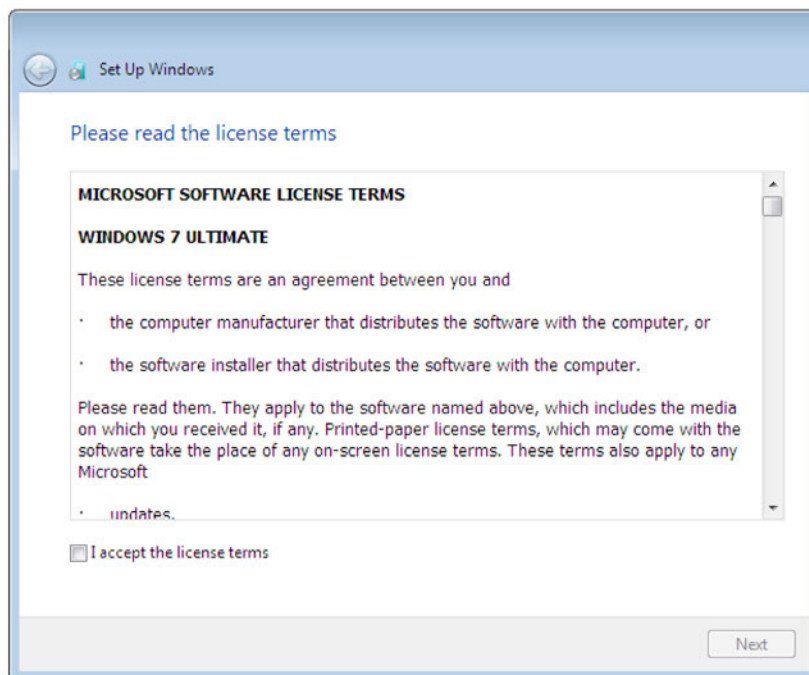 Set Up Windows
Please read the license terms
MICROSOFT SOFTWARE LICENSE TERMS
WINDOWS 7 ULTIMATE
These license terms are an agreement between you and
· the computer manufacturer that distributes the software with the computer, or
· the software installer that distributes the software with the computer.
Please read them. They apply to the software named above, which includes the media
on which you received it, if any. Printed-paper license terms, which may come with the
software take the place of any on-screen license terms. These terms also apply to any
Microsoft
· updates,
I accept the license terms
Next